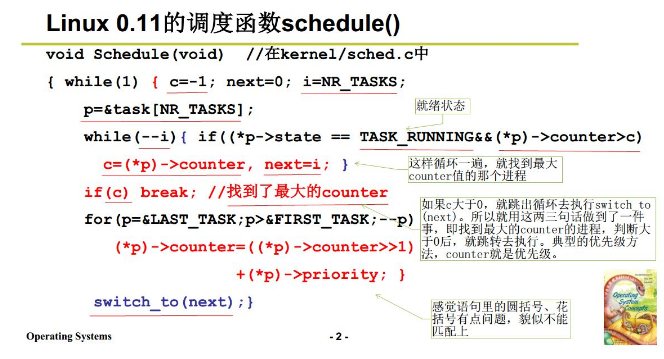 Linux 0.11的调度函数schedule()
void Schedule(void) //在kernel/sched.c中
{ while(1) { c=-1; next=0; i=NR_TASKS;
p=&task[NR_TASKS];
就绪状态
while(--i){ if((*p->state == TASK_RUNNING&&(*p)->counter>c)
c=(*p)->counter, next=i; }
这样循环一遍,就找到最大
counter值的那个进程
if(c) break; //找到了最大的counter
如果c大于0,就跳出循环去执行switch_to
(next)。所以就用这两三句话做到了一件
事,即找到最大的counter的进程,判断大
于0后,就跳转去执行。典型的优先级方
法,counter就是优先级。
for(p=&LAST_TASK;p>&FIRST_TASK;--p)
(*p)->counter=((*p)->counter>>1)
+(*p)->priority; }
switch_to(next);}
感觉语句里的圆括号、花
括号有点问题,貌似不能
匹配上
Operating
System
Concepts
Operating Systems
- 2 -